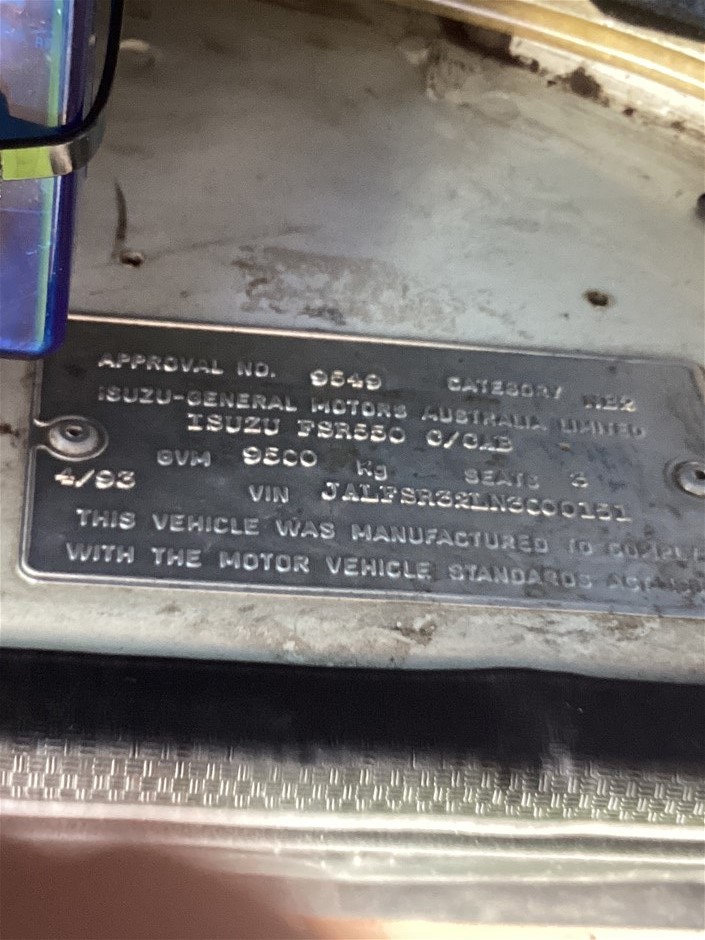 APPROVAL NO. 9549 CATEGORY NB2
ISUZU-GENERAL MOTORS AUSTRALIA LIMITED
ISUZU FSR550 C/CAB
GVM 9500 Kg SEATS 3
4/93 VIN JALFSR32LN3C00151
THIS VEHICLE WAS MANUFACTURED TO COMPLY
WITH THE MOTOR VEHICLE STANDARDS ACT